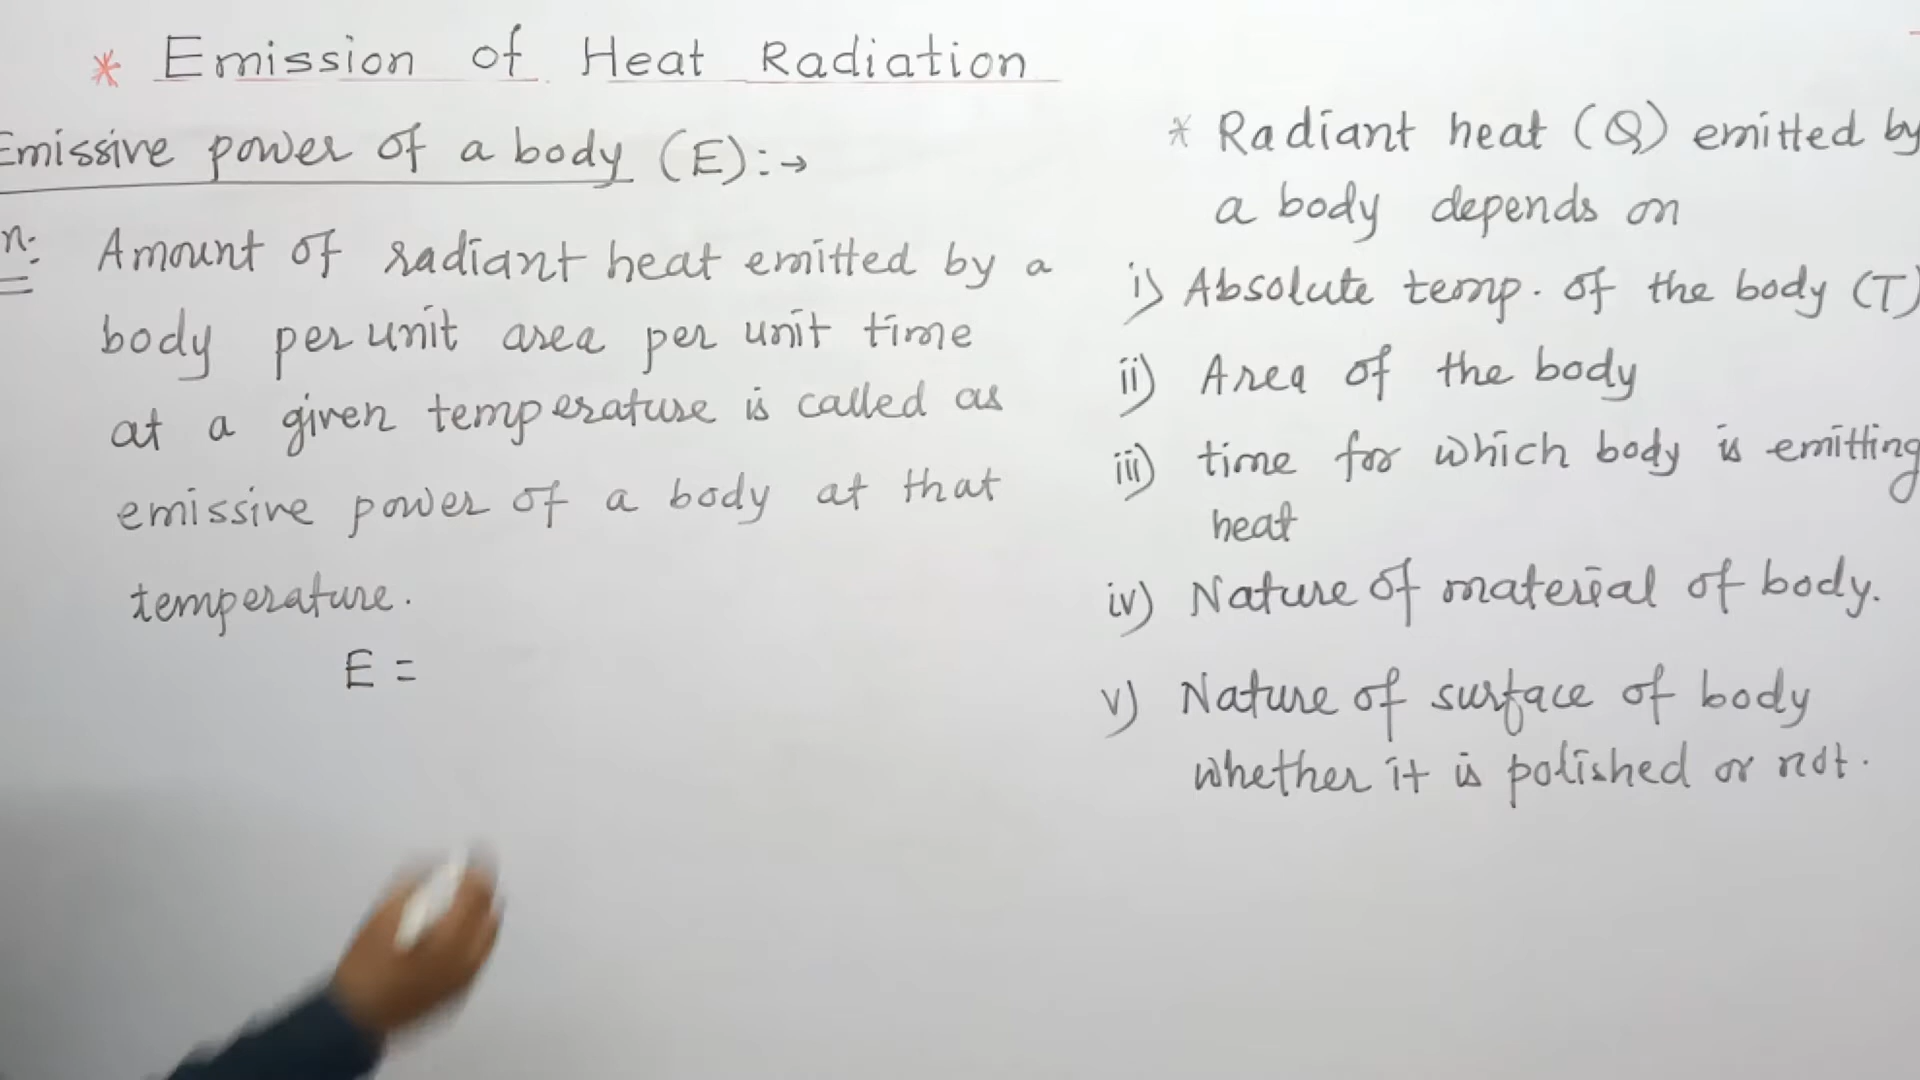 * Emission of Heat Radiation
Emissive power of a body (E):→
n: Amount of radiant heat emitted by a
body per unit area per unit time
at a given temperature is called as
emissive power of a body at that
temperature.
E =
* Radiant heat (Q) emitted by
a body depends on
i) Absolute temp. of the body (T)
ii) Area of the body
iii) time for which body is emitting
heat
iv) Nature of material of body.
v) Nature of surface of body
whether it is polished or not.